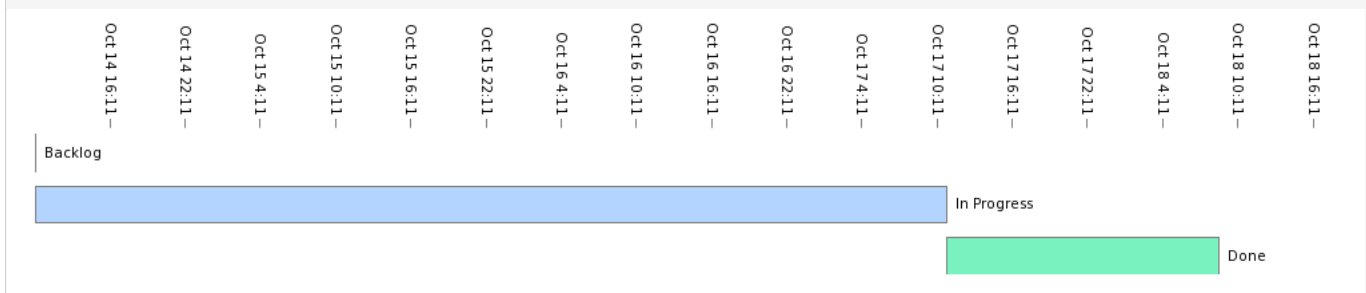 Oct 14 16:11
Oct 14 22:11
Oct 15 4:11
Oct 15 10:11
Oct 15 16:11
Oct 15 22:11
Oct 16 4:11
Oct 16 10:11
Oct 16 16:11
Oct 16 22:11
Oct 17 4:11
Oct 17 10:11
Oct 17 16:11
Oct 17 22:11
Oct 18 4:11
Oct 18 10:11
Oct 18 16:11
Backlog
In Progress
Done